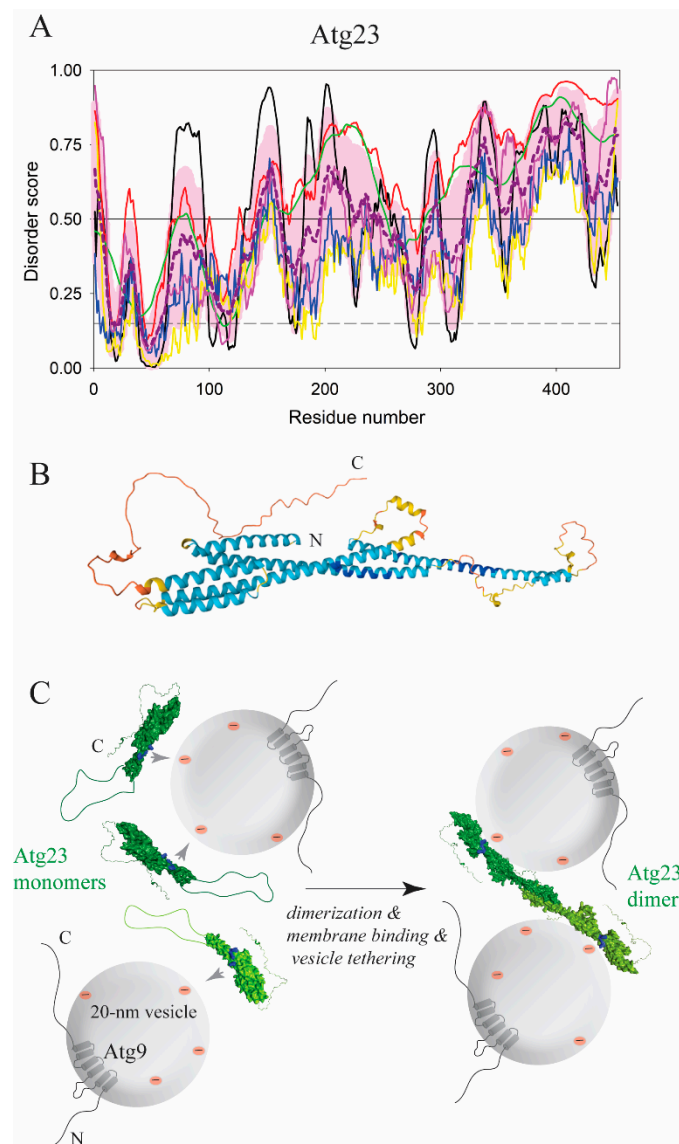 A
Atg23
1.00
0.75
0.50
0.25
0.00
Disorder score
0
100
200
300
400
Residue number
B
C
N
C
C
Atg23
monomers
Atg23
dimer
dimerization &
membrane binding &
vesicle tethering
C
20-nm vesicle
Atg9
N